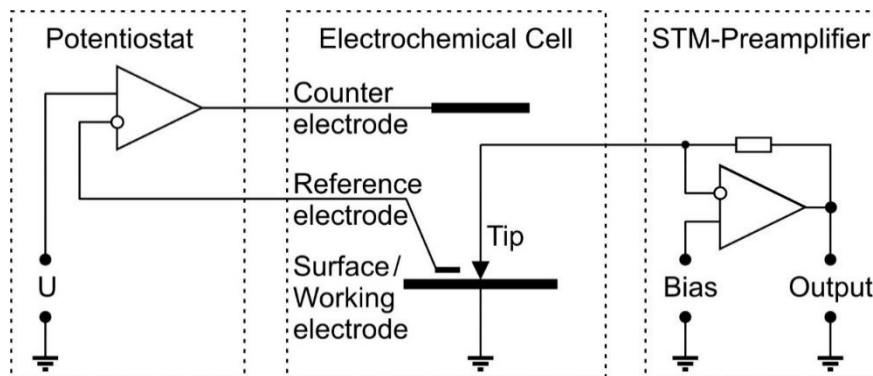 Potentiostat
Electrochemical Cell
STM-Preamplifier
Counter
electrode
Reference
electrode
Tip
Surface/
Working
electrode
U
Bias
Output